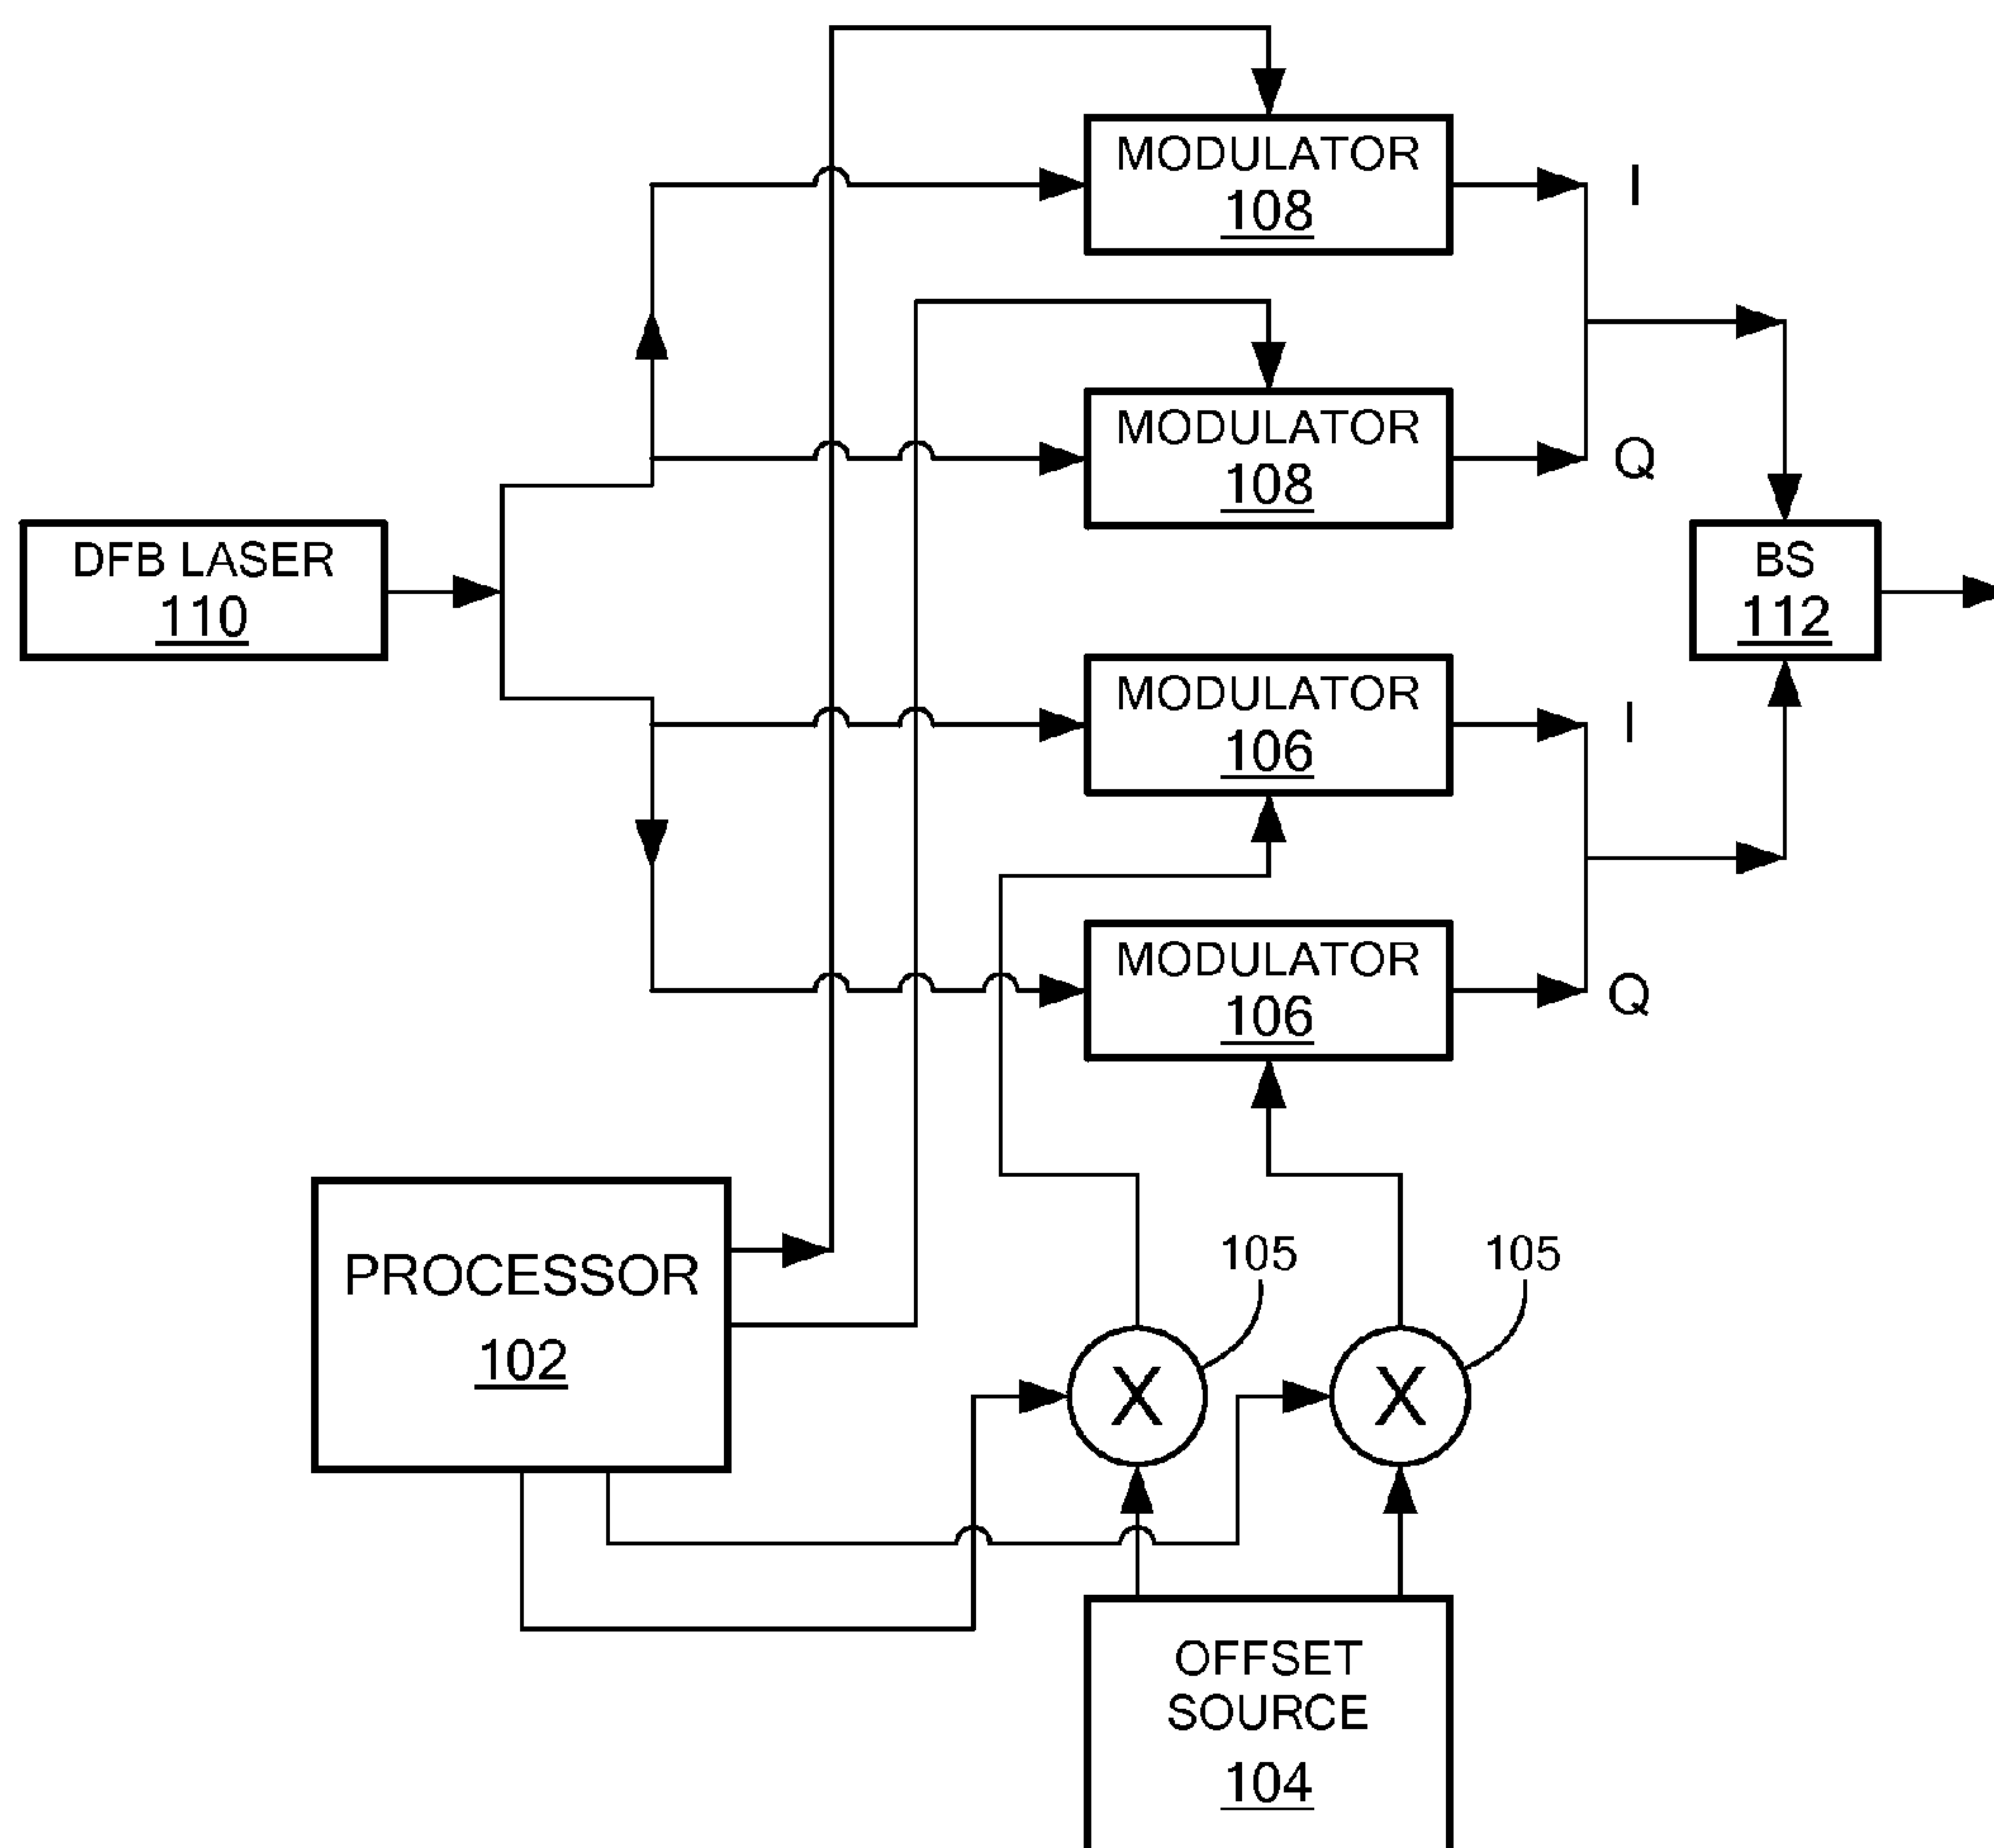 MODULATOR
108
I
MODULATOR
108
Q
DFB LASER
110
BS
112
MODULATOR
106
I
MODULATOR
106
Q
PROCESSOR
102
105
105
X
X
OFFSET
SOURCE
104